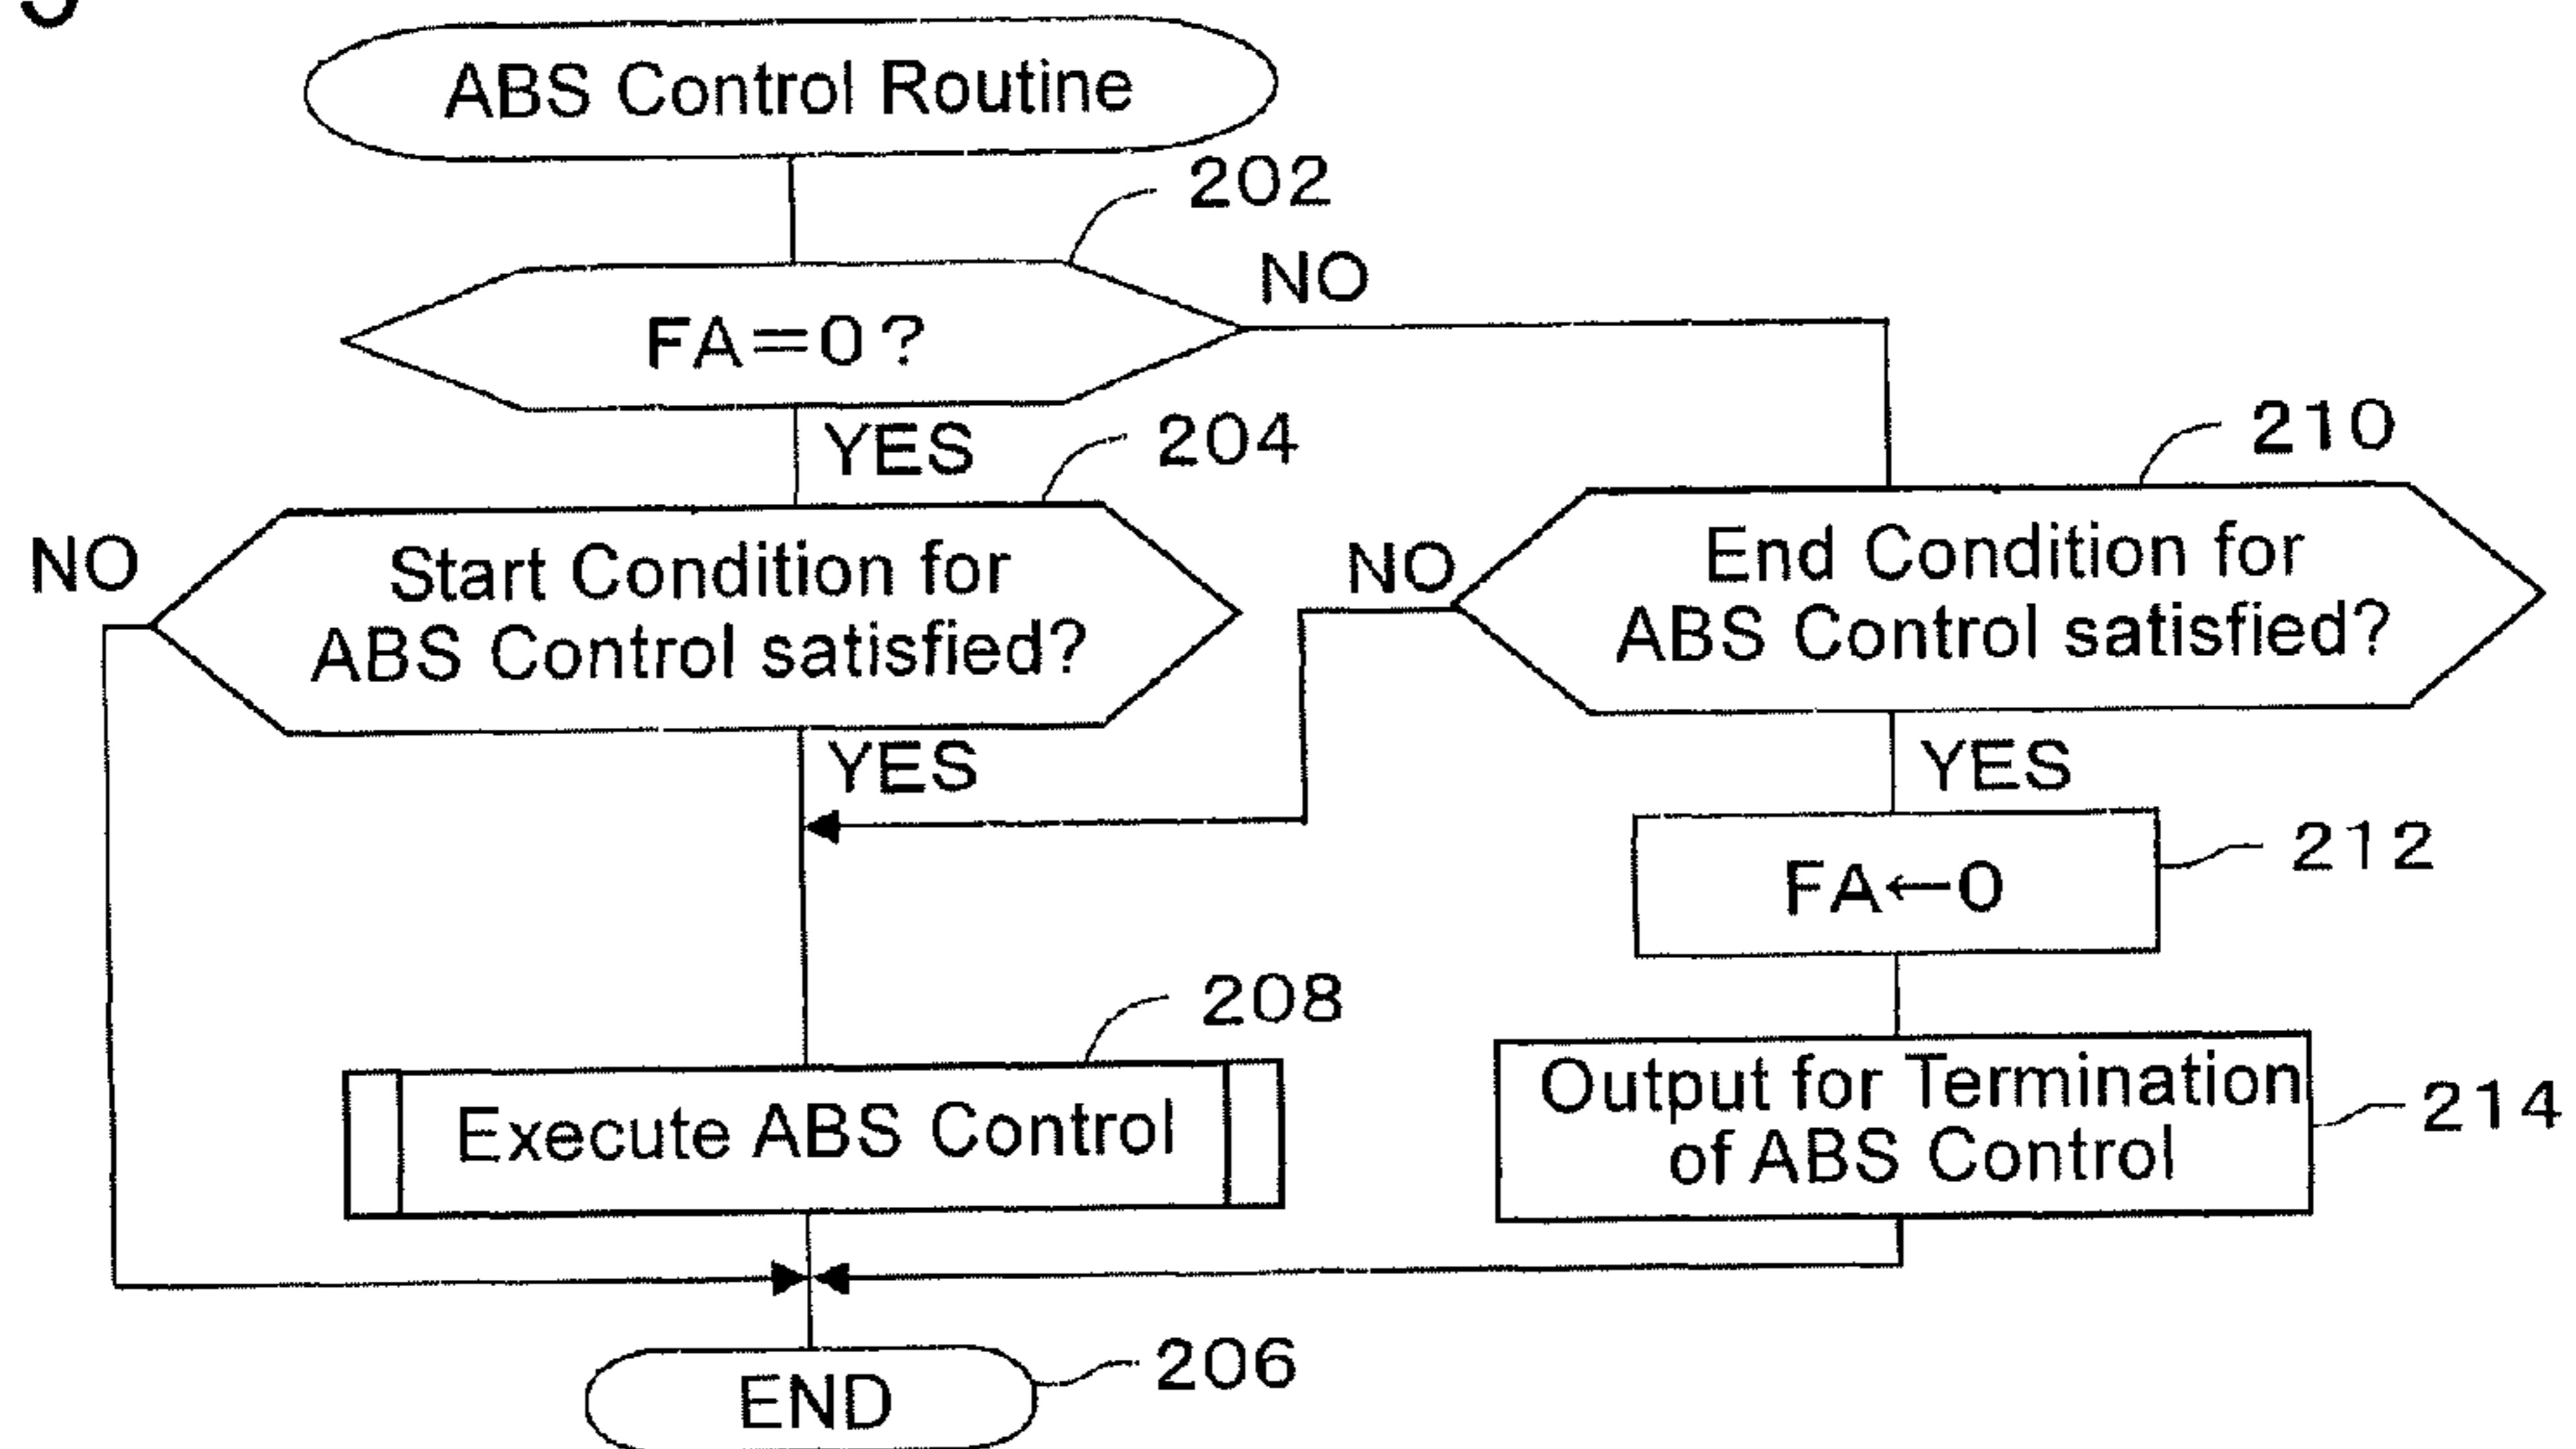 ABS Control Routine
202
FA=0?
NO
YES
204
210
NO
Start Condition for
ABS Control satisfied?
NO
End Condition for
ABS Control satisfied?
YES
YES
212
FA←0
208
Execute ABS Control
Output for Termination
of ABS Control
214
206
END